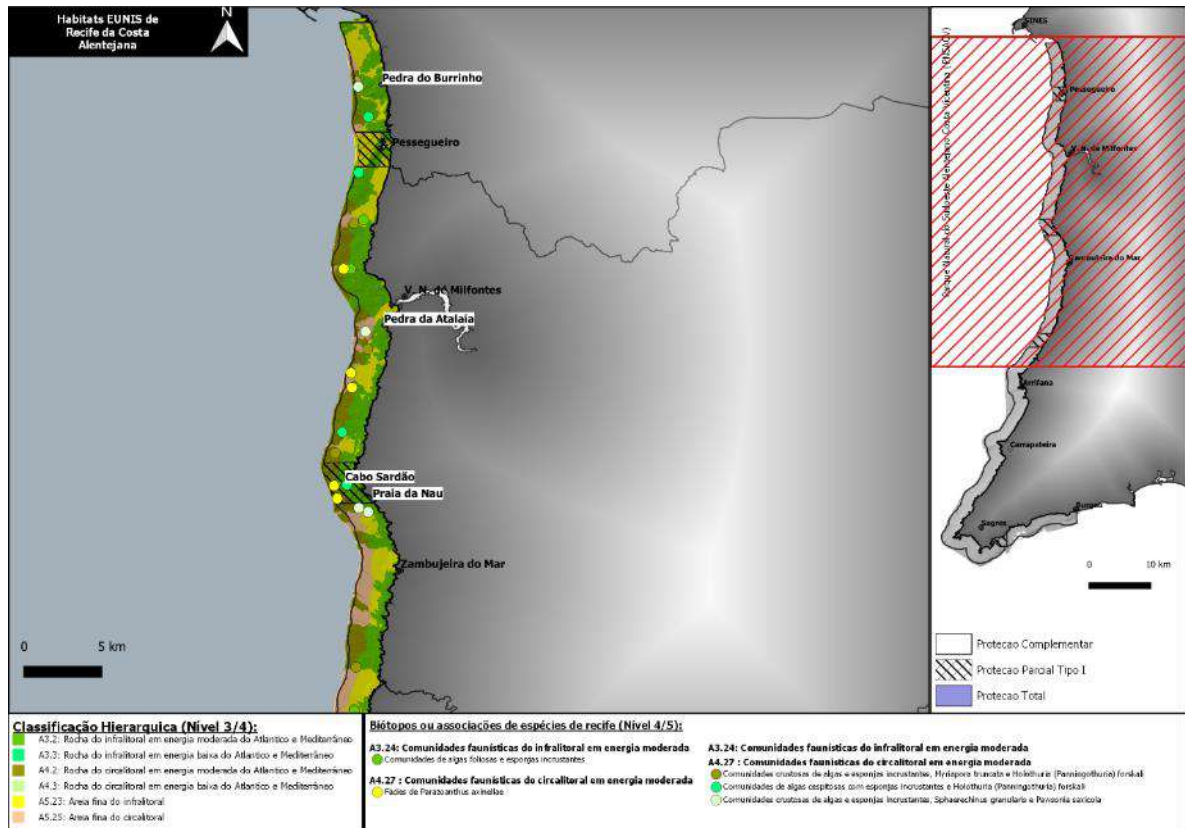 Habitats EUNIS de
Recife da Costa
Alentejana
N
Pedra do Burrinho
Pessegueiro
V. N. de Milfontes
Pedra da Atalaia
Cabo Sardão
Praia da Nau
Zambujeira do Mar
0 5 km
SINES
Pessegueiro
V. N. de Milfontes
Zambujeira do Mar
Arrifana
Carrapateira
Sagres
Burgau
0 10 km
Protecao Complementar
Protecao Parcial Tipo I
Protecao Total
Classificação Hierarquica (Nível 3/4):
A3.2: Rocha do infralitoral em energia moderada do Atlantico e Mediterrâneo
A3.3: Rocha do infralitoral em energia baixa do Atlantico e Mediterrâneo
A4.2: Rocha do circalitoral em energia moderada do Atlantico e Mediterrâneo
A4.3: Rocha do circalitoral em energia baixa do Atlantico e Mediterrâneo
A5.23: Areia fina do infralitoral
A5.25: Areia fina do circalitoral
Biótopos ou associações de espécies de recife (Nível 4/5):
A3.24: Comunidades faunísticas do infralitoral em energia moderada
Comunidades de algas foliosas e esponjas incrustantes
A4.27 : Comunidades faunísticas do circalitoral em energia moderada
Fácies de Parazoanthus axinellae
A3.24: Comunidades faunísticas do infralitoral em energia moderada
A4.27: Comunidades faunísticas do circalitoral em energia moderada
Comunidades crustosas de algas e esponjas incrustantes, Myriapora truncata e Holothuria (Panningothuria) forskali
Comunidades de algas cespitosas com esponjas incrustantes e Holothuria (Panningothuria) forskali
Comunidades crustosas de algas e esponjas incrustantes, Sphaerechinus granularis e Pawsonia saxicola